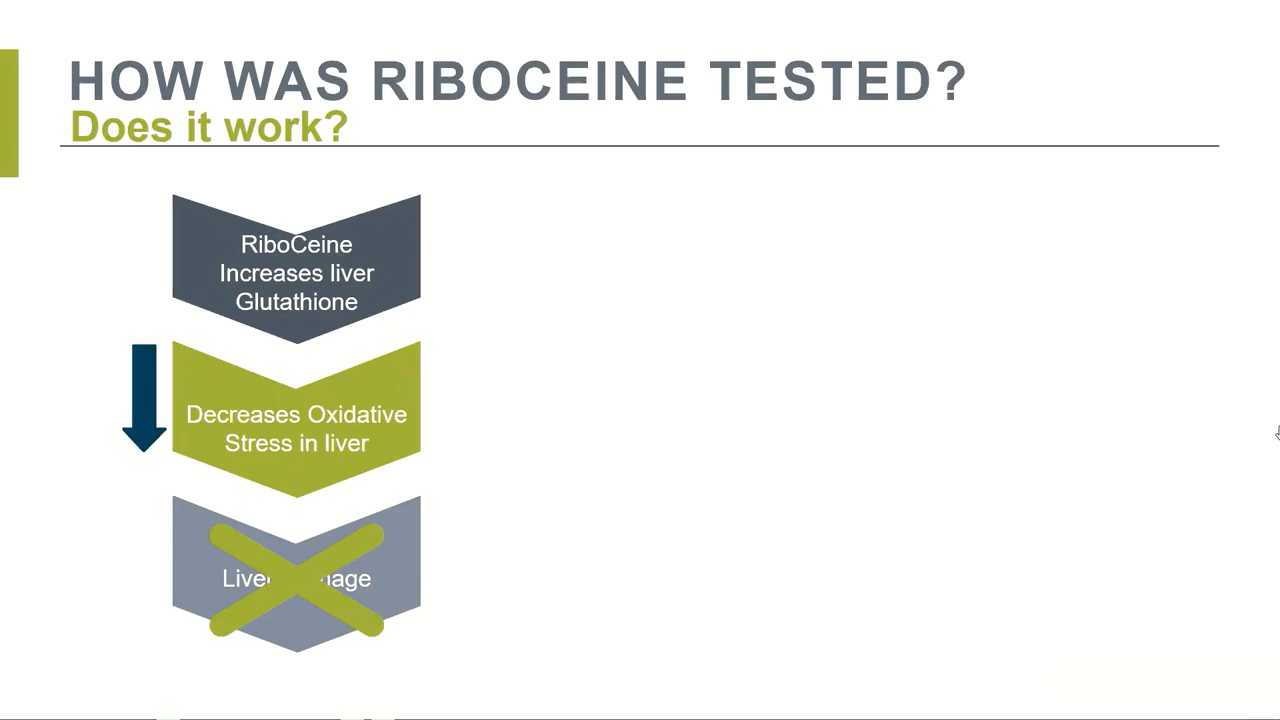 HOW WAS RIBOCEINE TESTED?
Does it work?
RiboCeine
Increases liver
Glutathione
Decreases Oxidative
Stress in liver